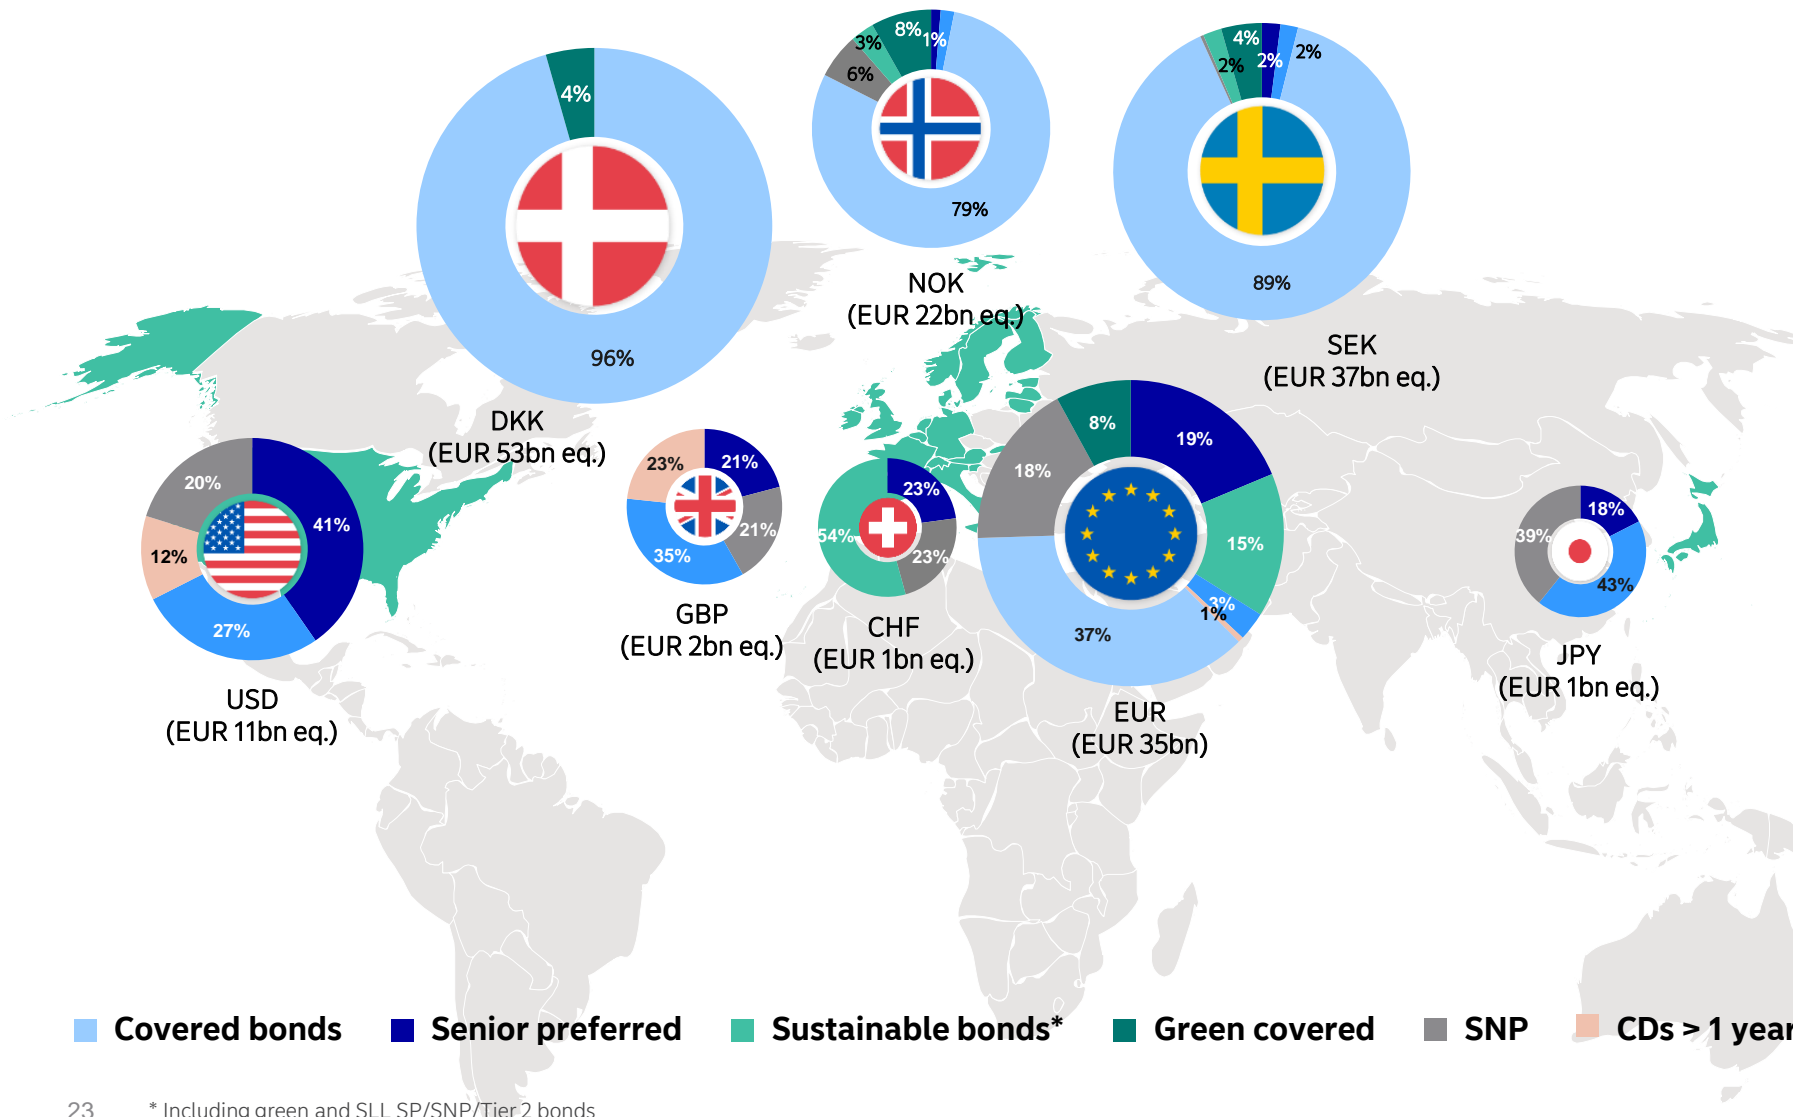 8%
1%
3%
6%
79%
NOK
(EUR 22bn eq.)
4%
2%
2%
2%
89%
SEK
(EUR 37bn eq.)
4%
96%
DKK
(EUR 53bn eq.)
20%
41%
12%
27%
USD
(EUR 11bn eq.)
23%
21%
21%
35%
GBP
(EUR 2bn eq.)
23%
54%
23%
CHF
(EUR 1bn eq.)
8%
19%
18%
15%
3%
1%
37%
EUR
(EUR 35bn)
18%
39%
43%
JPY
(EUR 1bn eq.)
Covered bonds
Senior preferred
Sustainable bonds*
Green covered
SNP
CDs > 1 year
23
* Including green and SLL SP/SNP/Tier 2 bonds